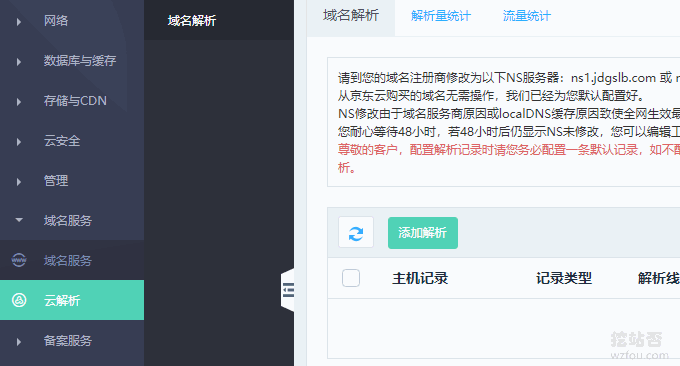 网络
数据库与缓存
存储与CDN
云安全
管理
域名服务
域名服务
云解析
备案服务
域名解析
域名解析
解析量统计
流量统计
请到您的域名注册商修改为以下NS服务器：ns1.jdgslb.com 或
从京东云购买的域名无需操作，我们已经为您默认配置好。
NS修改由于域名服务商原因或localDNS缓存原因致使全网生效最
您耐心等待48小时，若48小时后仍显示NS未修改，您可以编辑工
尊敬的客户，配置解析记录时请您务必配置一条默认记录，如不配
析。
添加解析
主机记录
记录类型
解析线
挖站否
wzfou.com